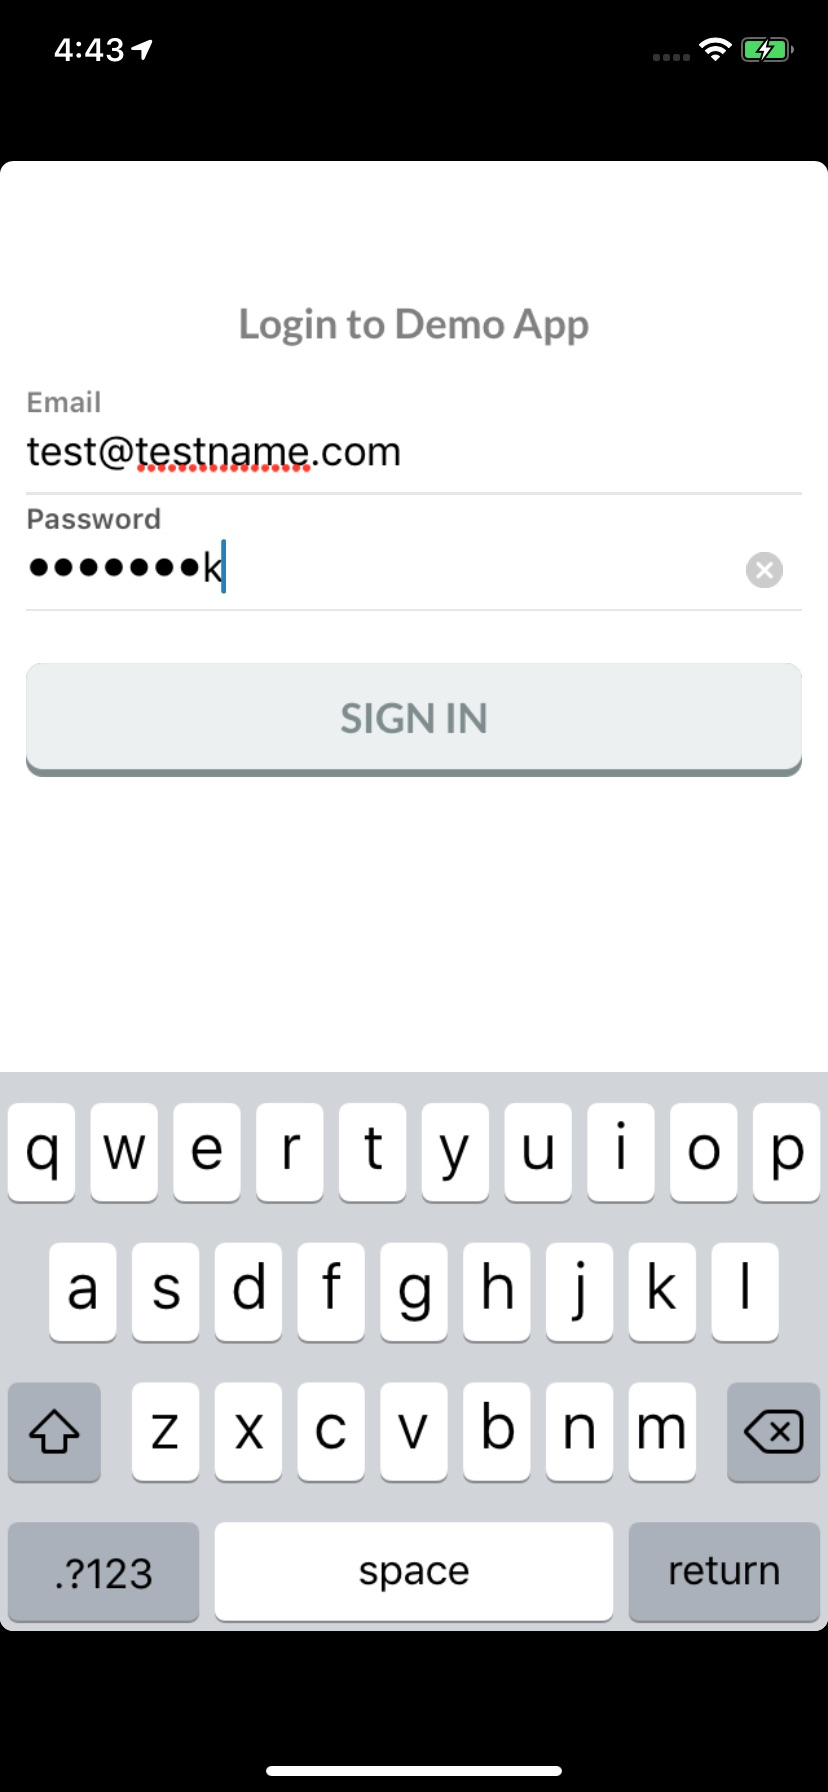 4:43
Login to Demo App
Email
test@testname.com
Password
•••••••k
SIGN IN
q w e r t y u i o p
a s d f g h j k l
z x c v b n m
.?123 space return